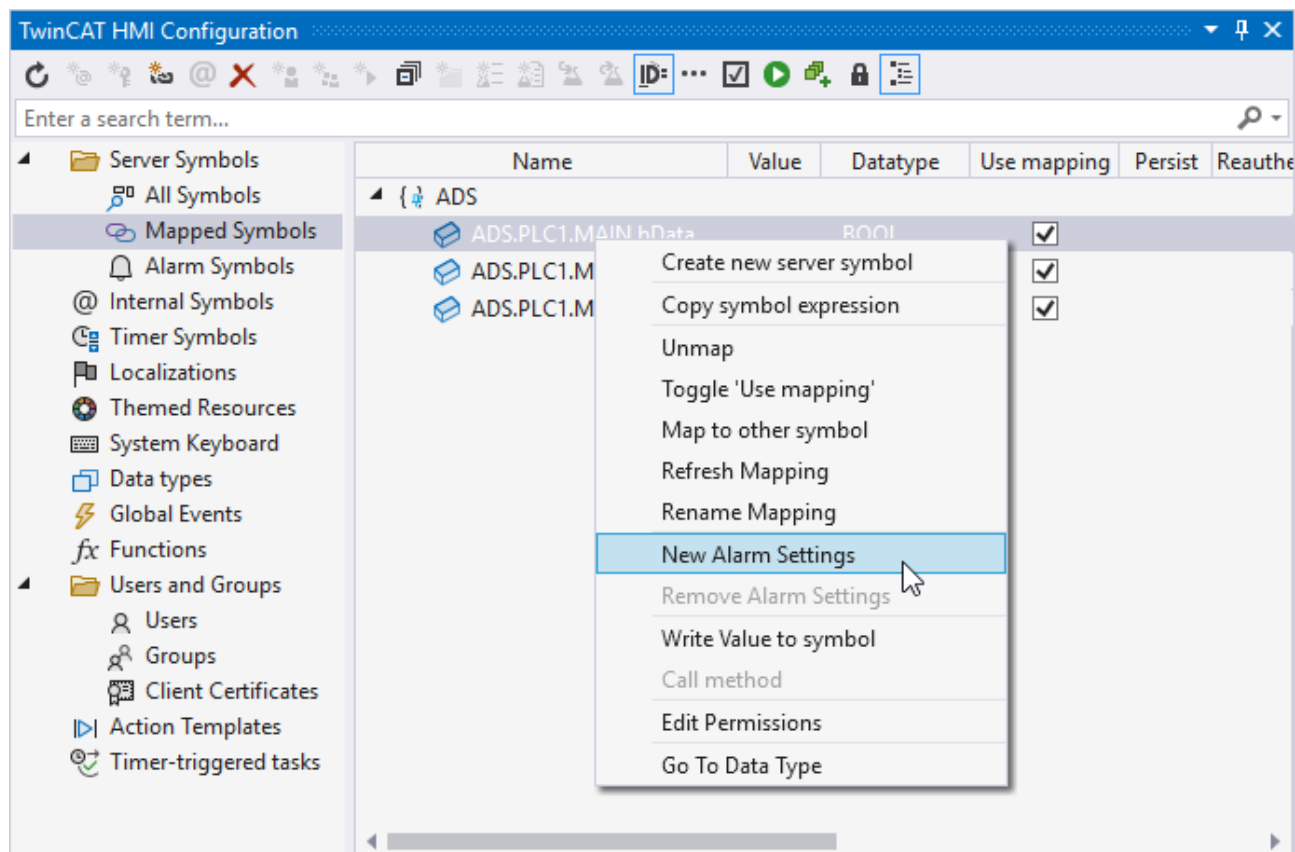 TwinCAT HMI Configuration
ID:
Enter a search term...
Server Symbols
All Symbols
Mapped Symbols
Alarm Symbols
@ Internal Symbols
Timer Symbols
Localizations
Themed Resources
System Keyboard
Data types
Global Events
fx Functions
Users and Groups
Users
Groups
Client Certificates
Action Templates
Timer-triggered tasks
Name Value Datatype Use mapping Persist Reauthe
ADS
ADS.PLC1.MAIN.bData BOOL
ADS.PLC1.M
ADS.PLC1.M
Create new server symbol
Copy symbol expression
Unmap
Toggle 'Use mapping'
Map to other symbol
Refresh Mapping
Rename Mapping
New Alarm Settings
Remove Alarm Settings
Write Value to symbol
Call method
Edit Permissions
Go To Data Type